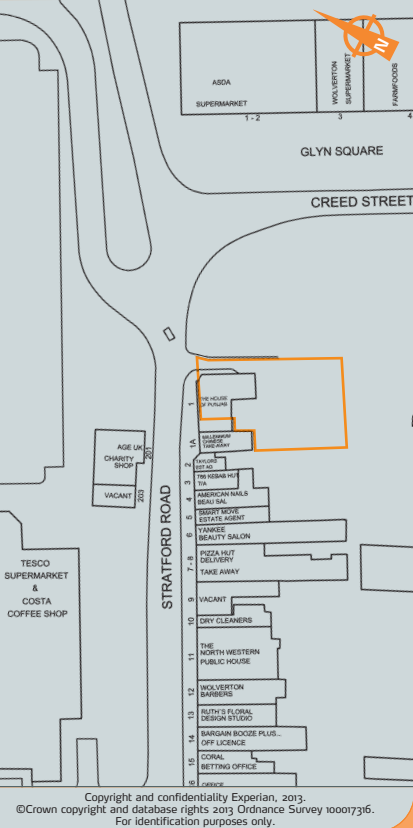 N
ASDA
SUPERMARKET
WOLVERTON
SUPERMARKET
FARMFOODS
1 - 2
3
4
GLYN SQUARE
CREED STREET
1
THE HOUSE
OF PUNJAB
1A
MILLENNIUM
CHINESE
TAKE AWAY
AGE UK
CHARITY
SHOP
201
VACANT
203
2
TAYLORS
EST AG
3
786 KEBAB HUT
T/A
4
AMERICAN NAILS
BEAU SAL
5
SMART MOVE
ESTATE AGENT
6
YANKEE
BEAUTY SALON
7 - 8
PIZZA HUT
DELIVERY
TAKE AWAY
STRATFORD ROAD
TESCO
SUPERMARKET
&
COSTA
COFFEE SHOP
9
VACANT
10
DRY CLEANERS
11
THE
NORTH WESTERN
PUBLIC HOUSE
12
WOLVERTON
BARBERS
13
RUTH'S FLORAL
DESIGN STUDIO
14
BARGAIN BOOZE PLUS...
OFF LICENCE
15
CORAL
BETTING OFFICE
OFFICE
Copyright and confidentiality Experian, 2013.
©Crown copyright and database rights 2013 Ordnance Survey 100017316.
For identification purposes only.